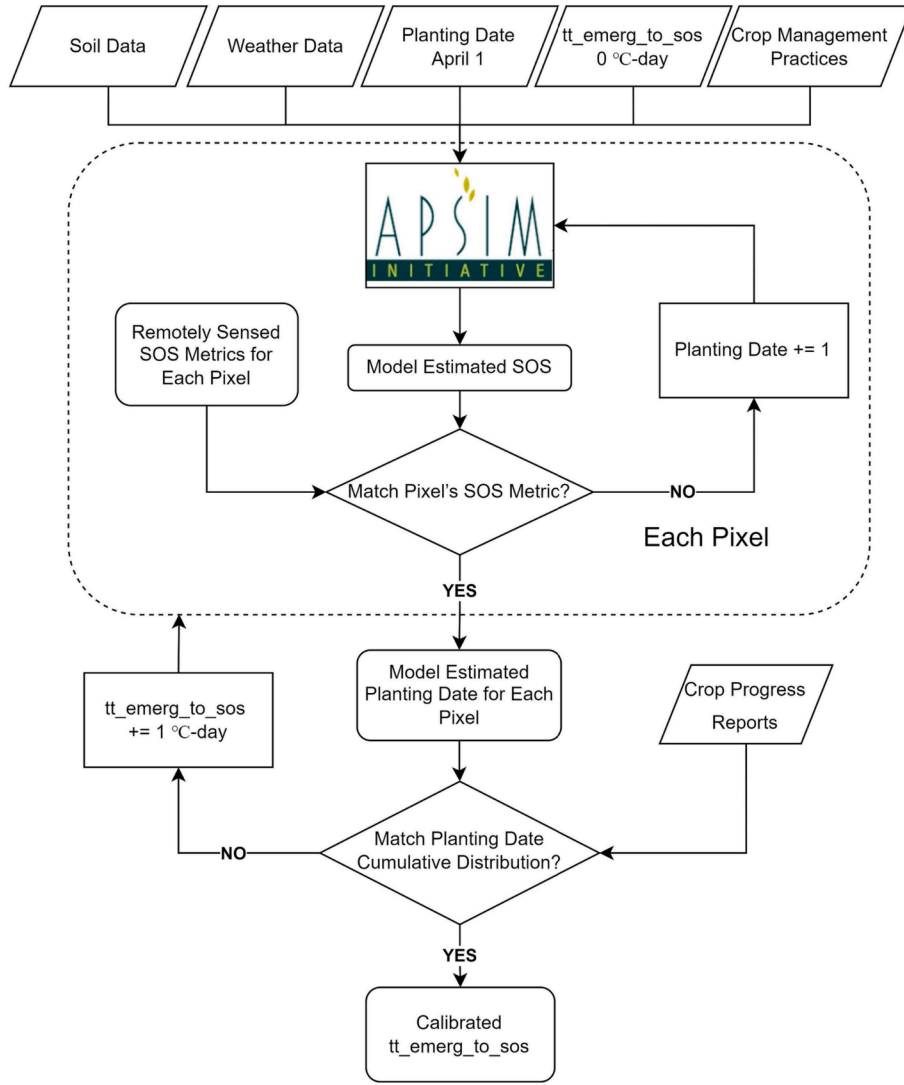 Soil Data
Weather Data
Planting Date
April 1
tt_emerg_to_sos
0 ℃-day
Crop Management
Practices
APSIM
INITIATIVE
Remotely Sensed
SOS Metrics for
Each Pixel
Model Estimated SOS
Planting Date += 1
Match Pixel's SOS Metric?
NO
Each Pixel
YES
Model Estimated
Planting Date for Each
Pixel
Crop Progress
Reports
tt_emerg_to_sos
+= 1 ℃-day
Match Planting Date
Cumulative Distribution?
NO
YES
Calibrated
tt_emerg_to_sos